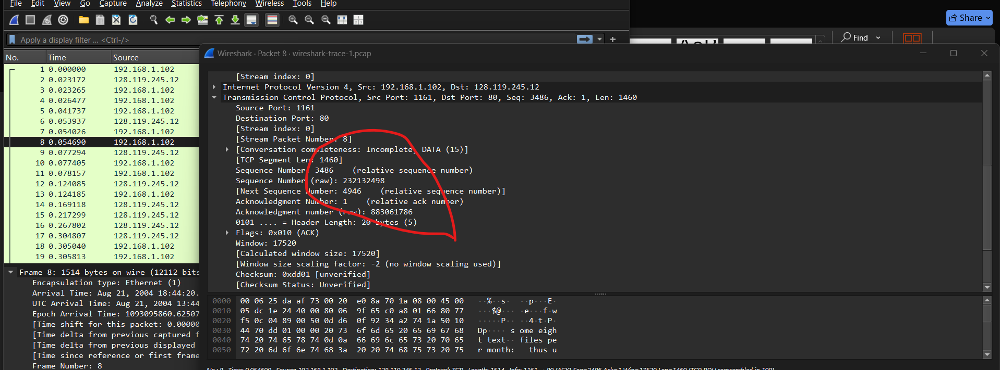 File Edit View Go Capture Analyze Statistics Telephony Wireless Tools Help
Share
Apply a display filter ... <Ctrl-/>
Find
No. Time Source
Wireshark · Packet 8 · wireshark-trace-1.pcap
1 0.000000 192.168.1.102
2 0.023172 128.119.245.12
3 0.023265 192.168.1.102
4 0.026477 192.168.1.102
5 0.041737 192.168.1.102
6 0.053937 128.119.245.12
7 0.054026 192.168.1.102
8 0.054690 192.168.1.102
9 0.077294 128.119.245.12
10 0.077405 192.168.1.102
11 0.078157 192.168.1.102
12 0.124085 128.119.245.12
13 0.124185 192.168.1.102
14 0.169118 128.119.245.12
15 0.217299 128.119.245.12
16 0.267802 128.119.245.12
17 0.304807 128.119.245.12
18 0.305040 192.168.1.102
19 0.305813 192.168.1.102
Frame 8: 1514 bytes on wire (12112 bits
Encapsulation type: Ethernet (1)
Arrival Time: Aug 21, 2004 18:44:20.
UTC Arrival Time: Aug 21, 2004 13:44
Epoch Arrival Time: 1093095860.62507
[Time shift for this packet: 0.0000
[Time delta from previous captured f
[Time delta from previous displayed
[Time since reference or first frame
Frame Number: 8
[Stream index: 0]
Internet Protocol Version 4, Src: 192.168.1.102, Dst: 128.119.245.12
Transmission Control Protocol, Src Port: 1161, Dst Port: 80, Seq: 3486, Ack: 1, Len: 1460
Source Port: 1161
Destination Port: 80
[Stream index: 0]
[Stream Packet Number: 8]
[Conversation completeness: Incomplete, DATA (15)]
[TCP Segment Len: 1460]
Sequence Number: 3486 (relative sequence number)
Sequence Number (raw): 232132498
[Next Sequence Number: 4946 (relative sequence number)]
Acknowledgment Number: 1 (relative ack number)
Acknowledgment number (raw): 883061786
0101 .... = Header Length: 20 bytes (5)
Flags: 0x010 (ACK)
Window: 17520
[Calculated window size: 17520]
[Window size scaling factor: -2 (no window scaling used)]
Checksum: 0xdd01 [unverified]
[Checksum Status: Unverified]
0000 00 06 25 da af 73 00 20 e0 8a 70 1a 08 00 45 00 ··%··s· ··p···E·
0010 05 dc 1e 24 40 00 80 06 9f 65 c0 a8 01 66 80 77 ···$@··· ·e···f·w
0020 f5 0c 04 89 00 50 0d d6 0f 92 34 a2 74 1a 50 10 ·····P·· ··4·t·P·
0030 44 70 dd 01 00 00 20 73 6f 6d 65 20 65 69 67 68 Dp···· s ome eigh
0040 74 20 74 65 78 74 0d 0a 66 69 6c 65 73 20 70 65 t text·· files pe
0050 72 20 6d 6f 6e 74 68 3a 20 20 74 68 75 73 20 75 r month: thus u
No.: 8 · Time: 0.054690 · Source: 192.168.1.102 · Destination: 128.119.245.12 · Protocol: TCP · Length: 1514 · Info: 1161 → 80 [ACK] Seq=3486 Ack=1 Win=17520 Len=1460 [TCP PDU reassembled in 199]